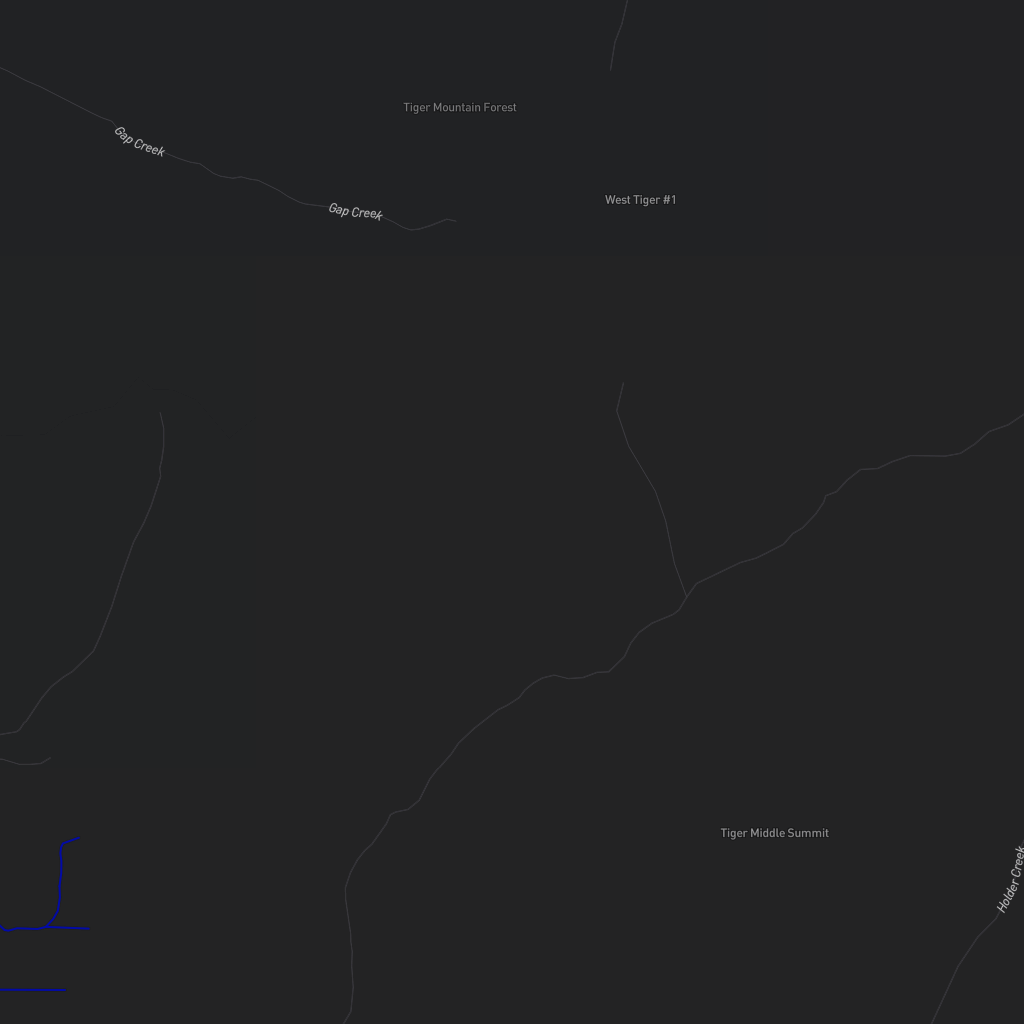 Tiger Mountain Forest
Gap Creek
West Tiger #1
Gap Creek
Tiger Middle Summit
Holder Creek